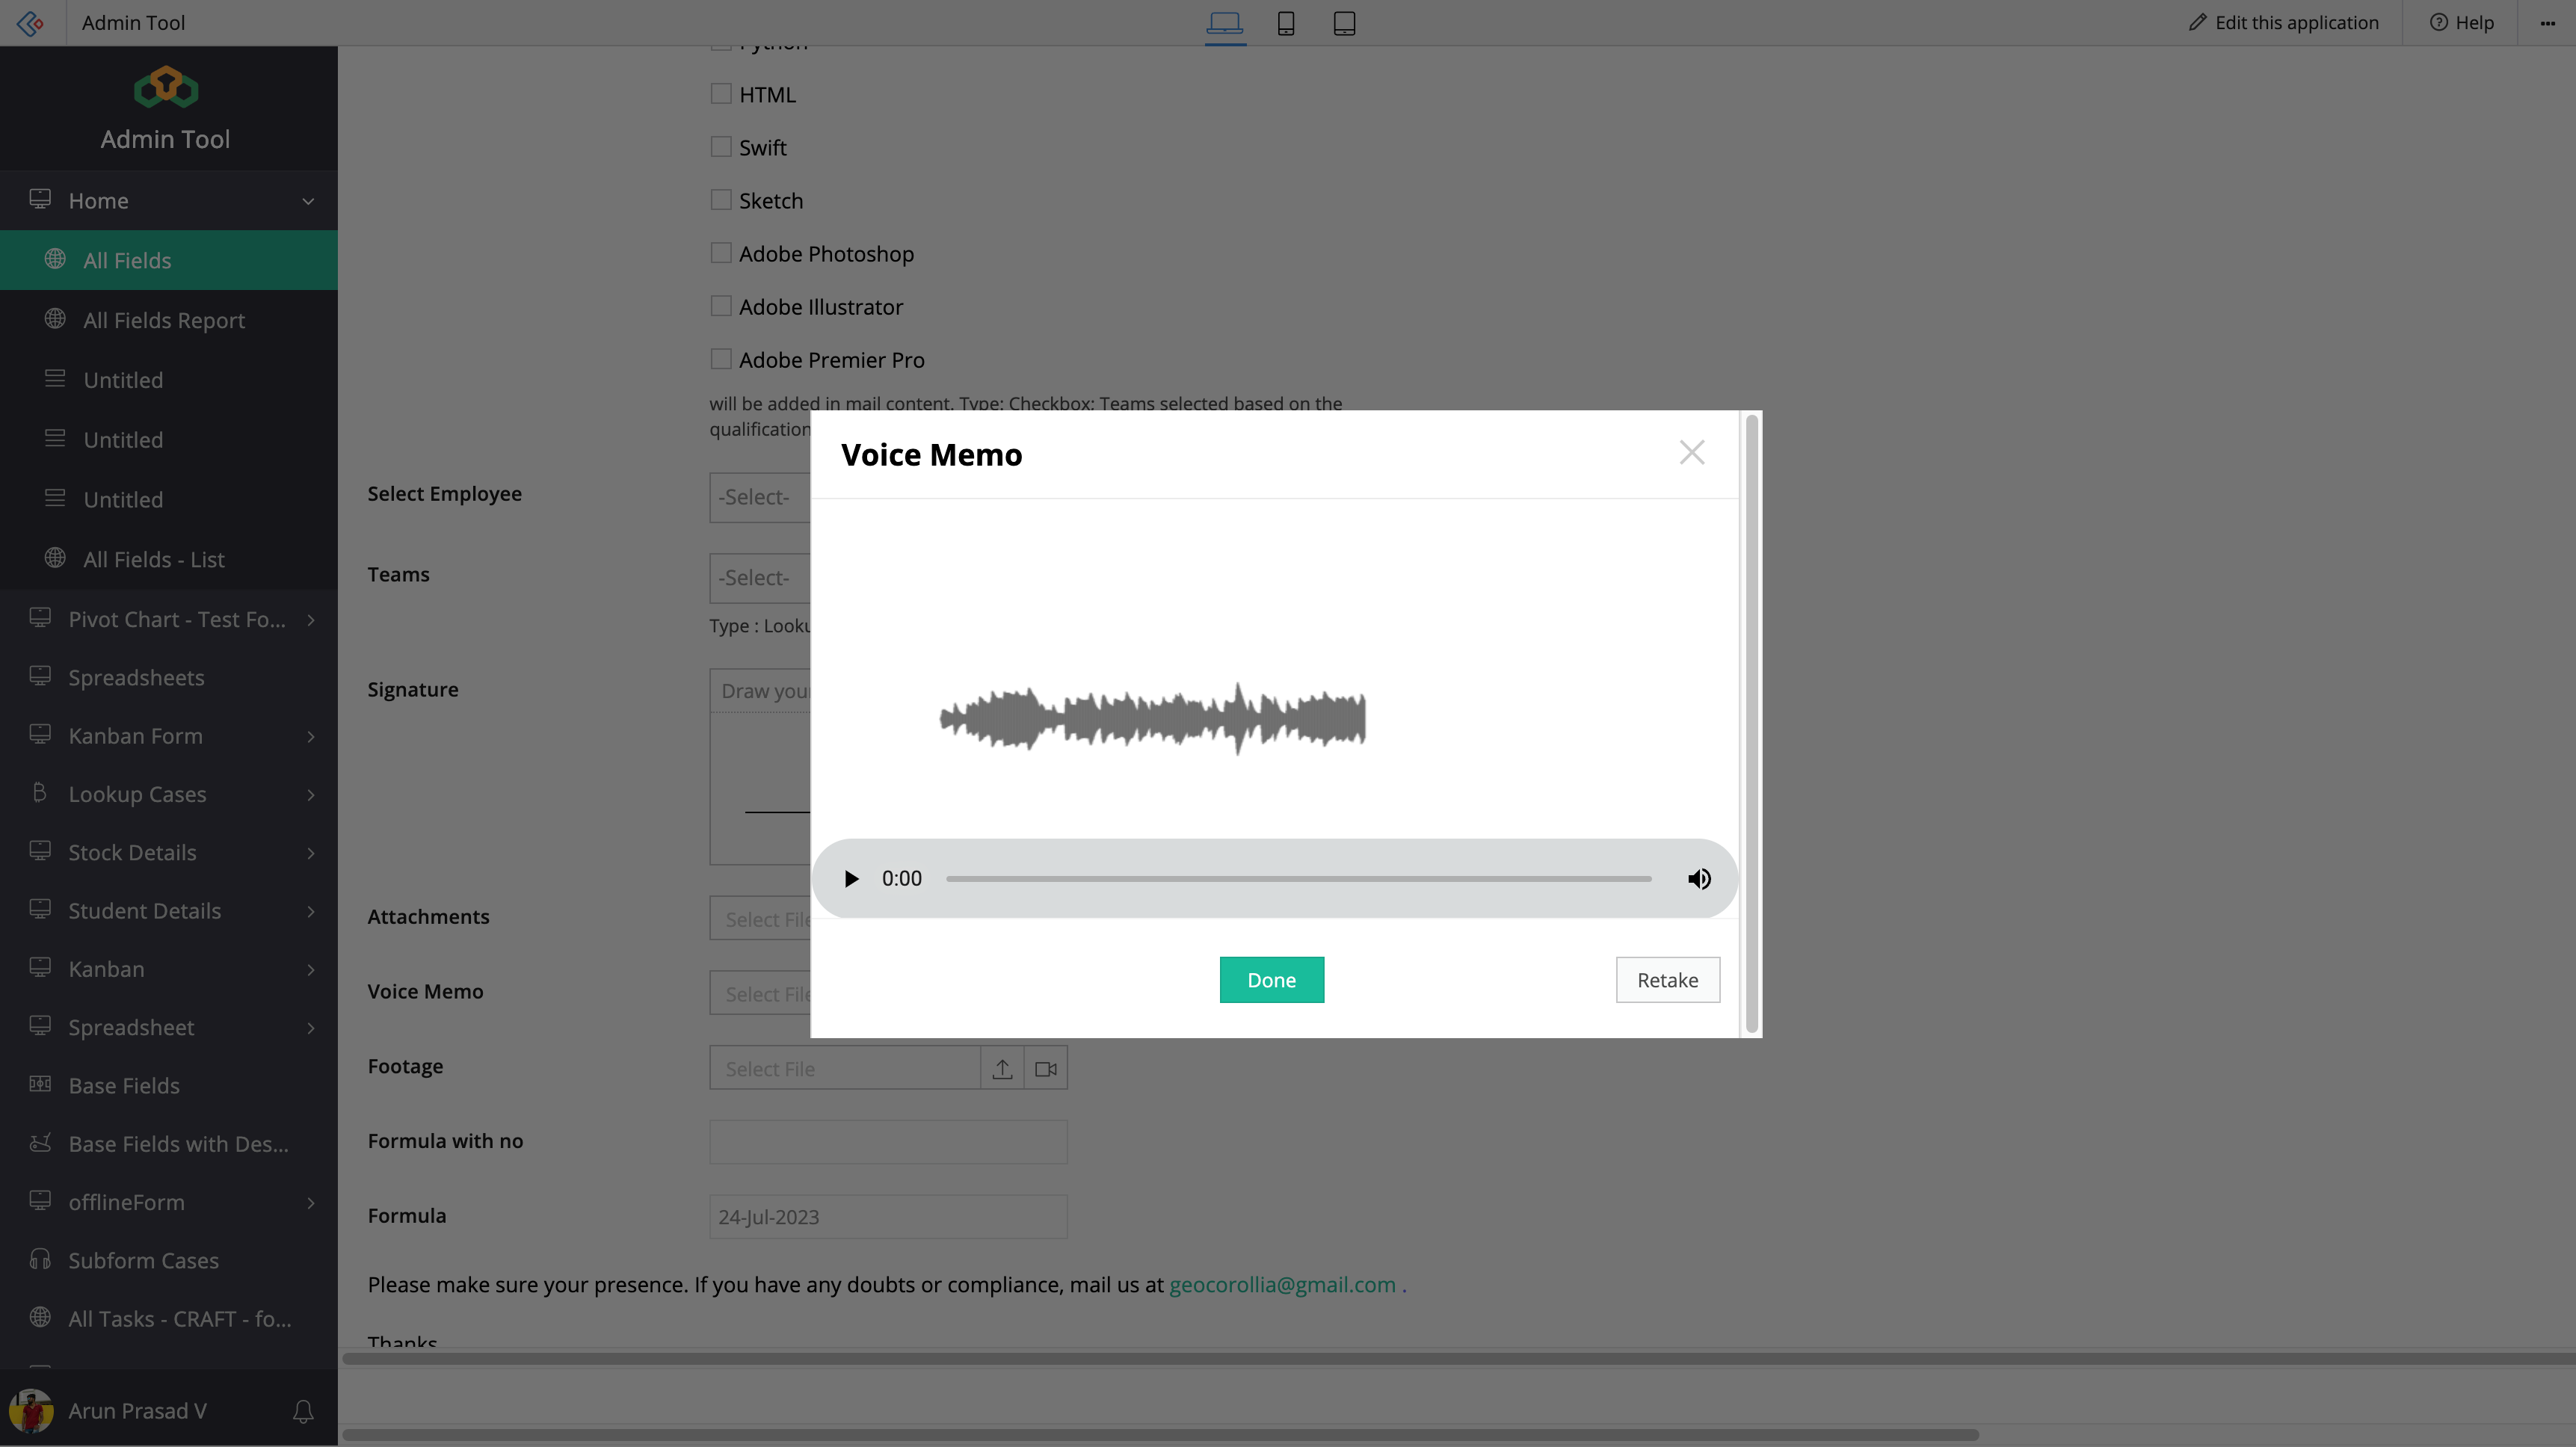 Admin Tool
Edit this application
Help
Admin Tool
Home
All Fields
All Fields Report
Untitled
Untitled
Untitled
All Fields - List
Pivot Chart - Test Fo...
Spreadsheets
Kanban Form
Lookup Cases
Stock Details
Student Details
Kanban
Spreadsheet
Base Fields
Base Fields with Des...
offlineForm
Subform Cases
All Tasks - CRAFT - fo...
Arun Prasad V
Python
HTML
Swift
Sketch
Adobe Photoshop
Adobe Illustrator
Adobe Premier Pro
will be added in mail content. Type: Checkbox: Teams selected based on the
qualification
Select Employee
-Select-
Teams
-Select-
Type :
Signature
Draw
Attachments
Select
Voice Memo
Select
Footage
Select File
Formula with no
Formula
24-Jul-2023
Please make sure your presence. If you have any doubts or compliance, mail us at geocorollia@gmail.com .
Thanks
Voice Memo
0:00
Done
Retake